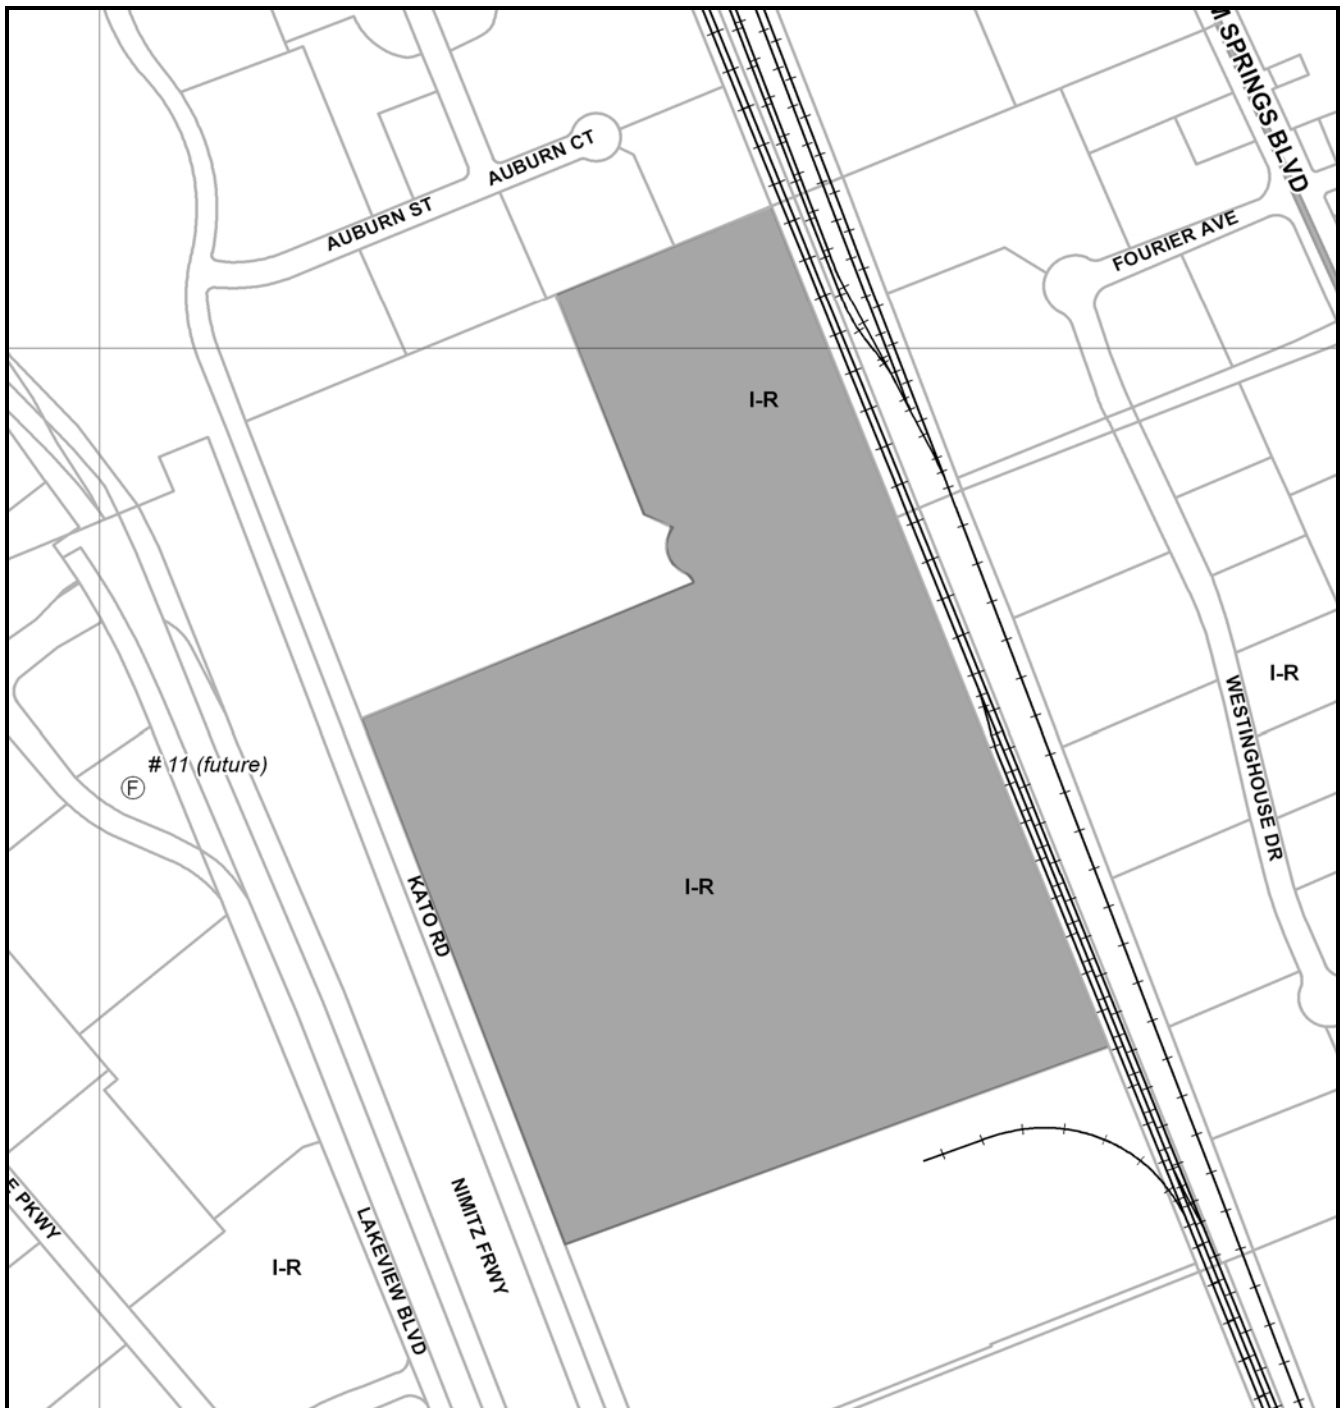 M SPRINGS BLVD
AUBURN CT
AUBURN ST
FOURIER AVE
I-R
I-R
WESTINGHOUSE DR
# 11 (future)
F
I-R
KATO RD
NIMITZ FRWY
E PKWY
LAKEVIEW BLVD
I-R